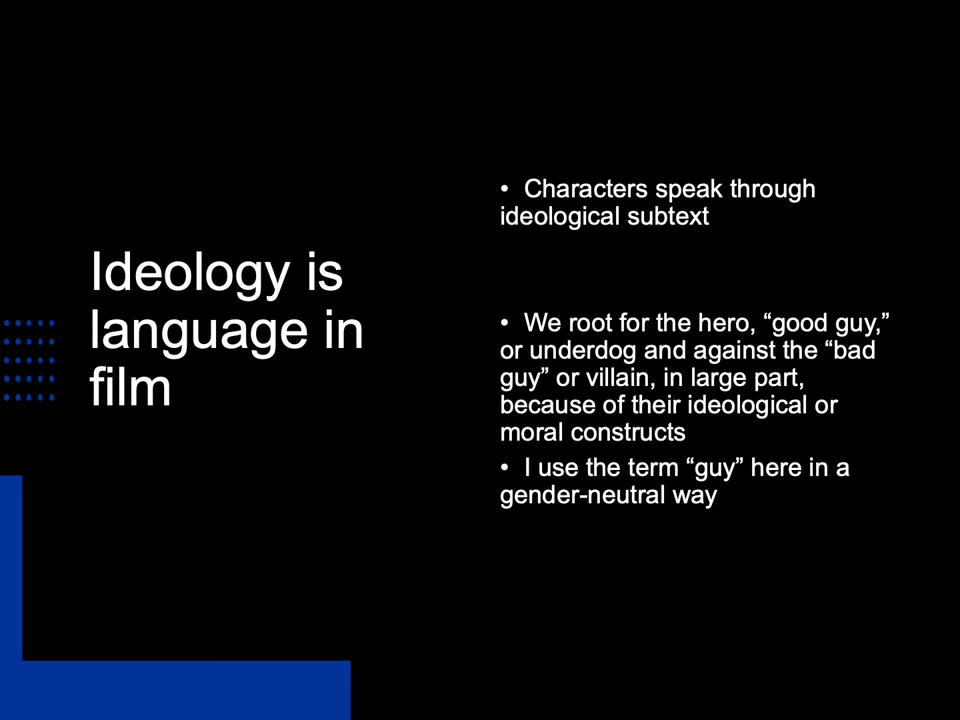 Ideology is
language in
film
• Characters speak through
ideological subtext
• We root for the hero, “good guy,”
or underdog and against the “bad
guy” or villain, in large part,
because of their ideological or
moral constructs
• I use the term “guy” here in a
gender-neutral way